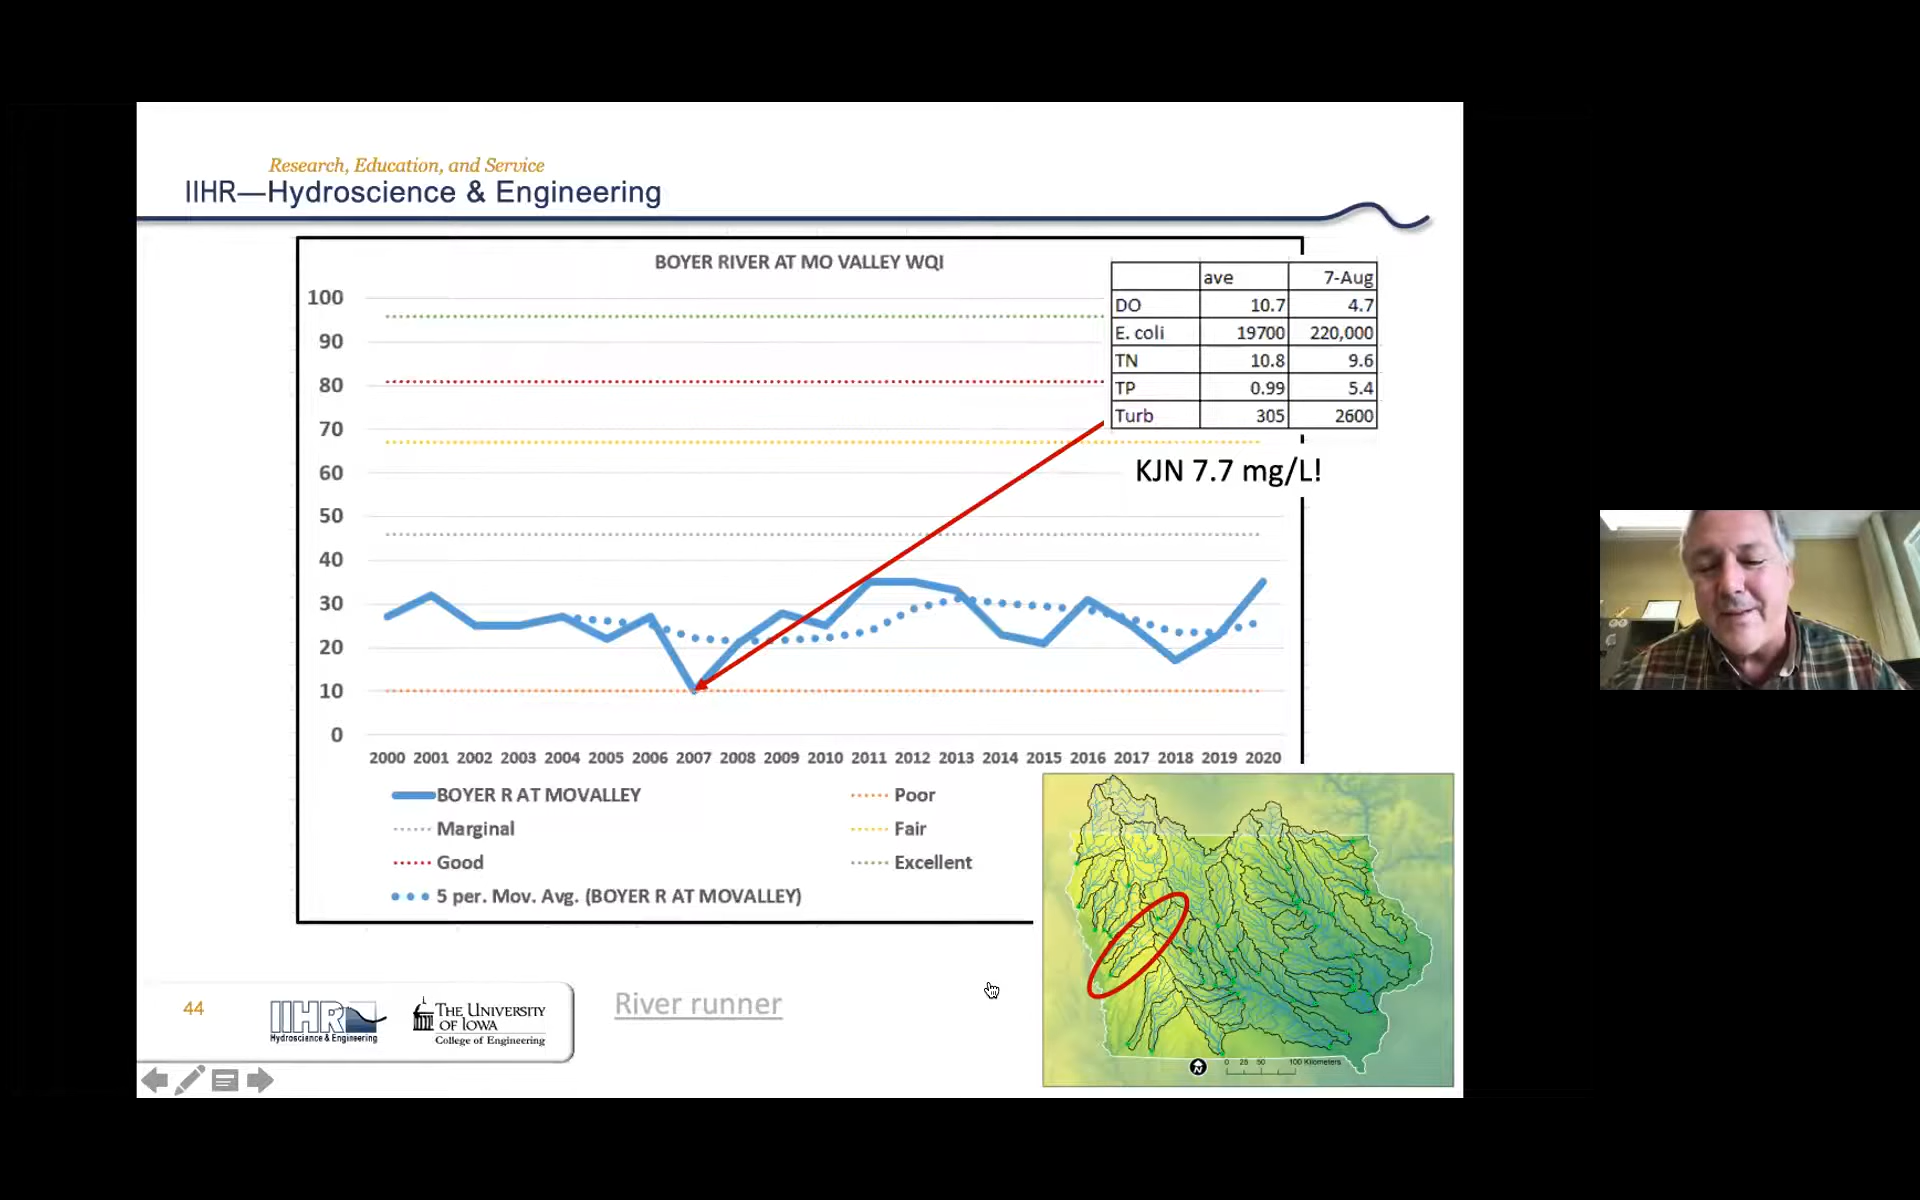 Research, Education, and Service
IIHR—Hydroscience & Engineering
BOYER RIVER AT MO VALLEY WQI
ave 7-Aug
DO 10.7 4.7
E. coli 19700 220,000
TN 10.8 9.6
TP 0.99 5.4
Turb 305 2600
KJN 7.7 mg/L!
100
90
80
70
60
50
40
30
20
10
0
2000 2001 2002 2003 2004 2005 2006 2007 2008 2009 2010 2011 2012 2013 2014 2015 2016 2017 2018 2019 2020
BOYER R AT MOVALLEY
Poor
Marginal
Fair
Good
Excellent
5 per. Mov. Avg. (BOYER R AT MOVALLEY)
N
0 25 50 100 Kilometers
44
IIHR
Hydroscience & Engineering
THE UNIVERSITY
OF IOWA
College of Engineering
River runner